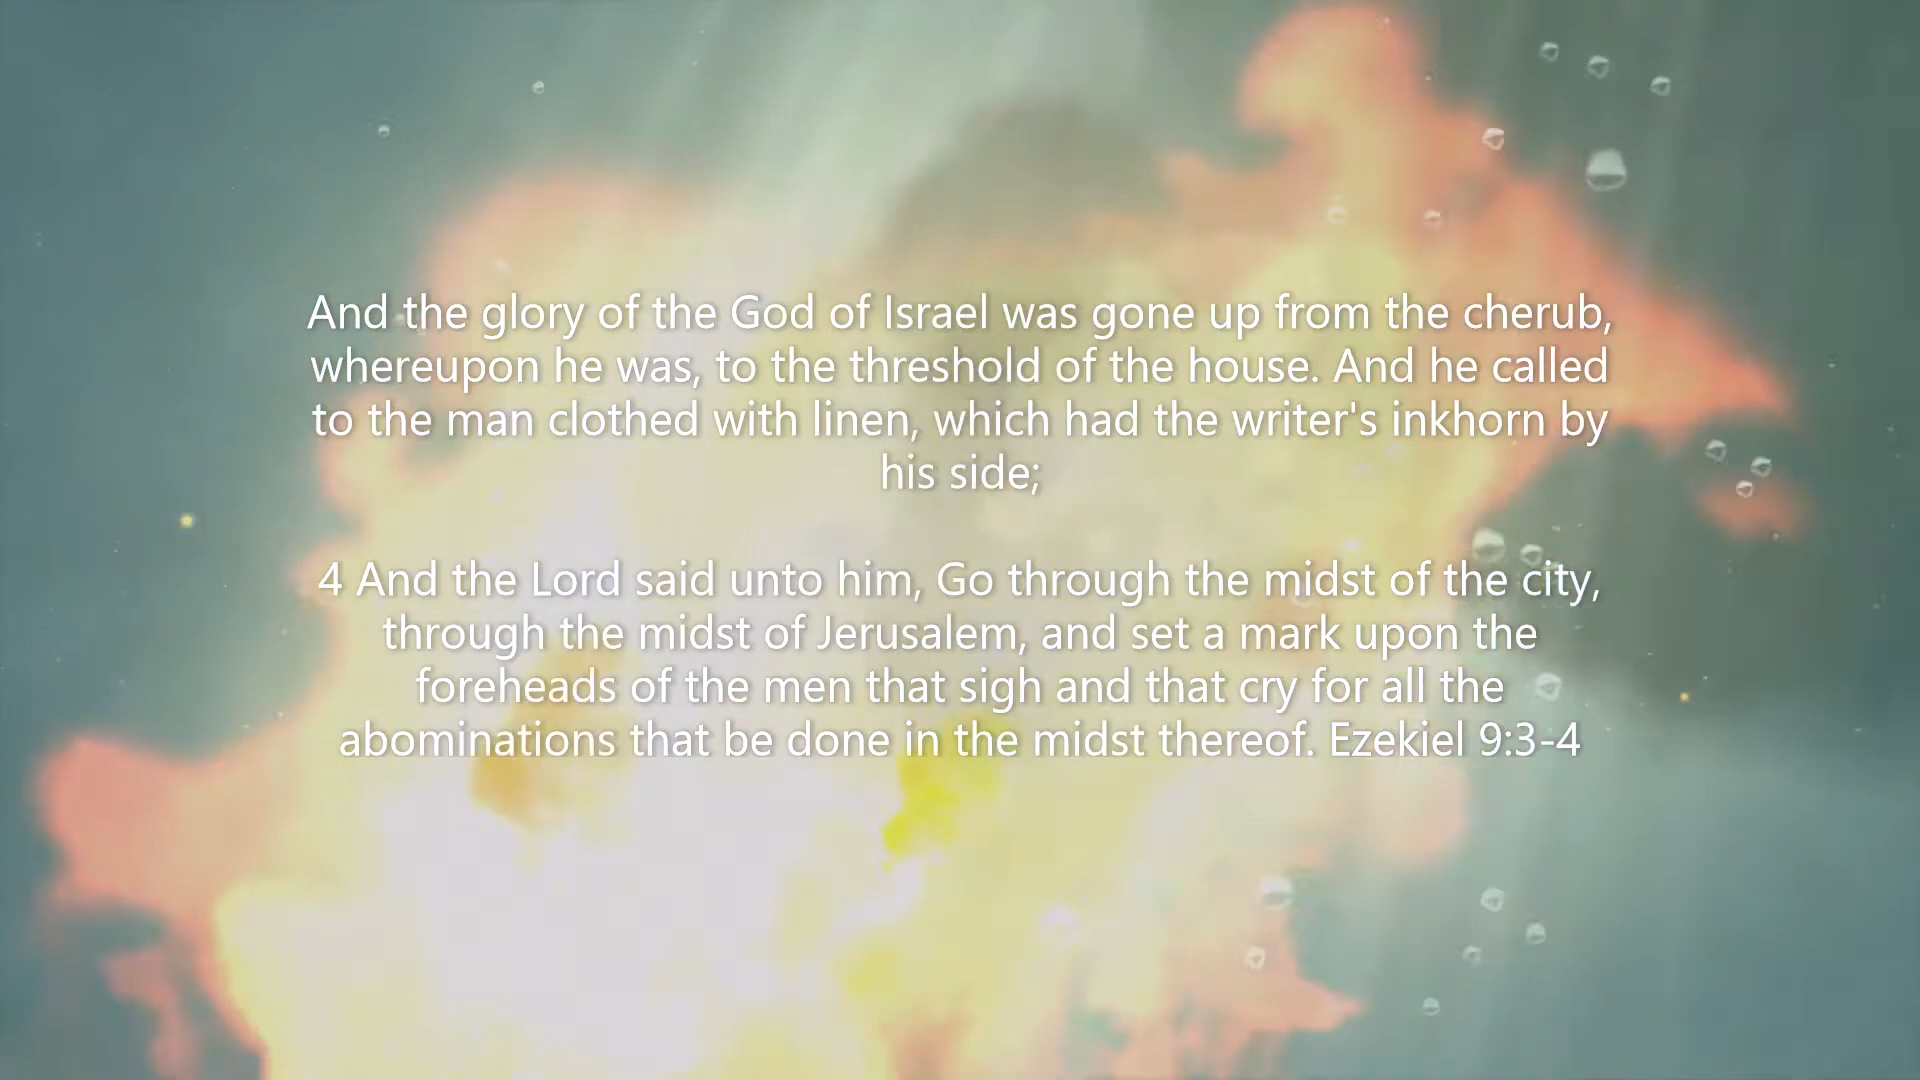 And the glory of the God of Israel was gone up from the cherub,
whereupon he was, to the threshold of the house. And he called
to the man clothed with linen, which had the writer's inkhorn by
his side;
4 And the Lord said unto him, Go through the midst of the city,
through the midst of Jerusalem, and set a mark upon the
foreheads of the men that sigh and that cry for all the
abominations that be done in the midst thereof. Ezekiel 9:3-4